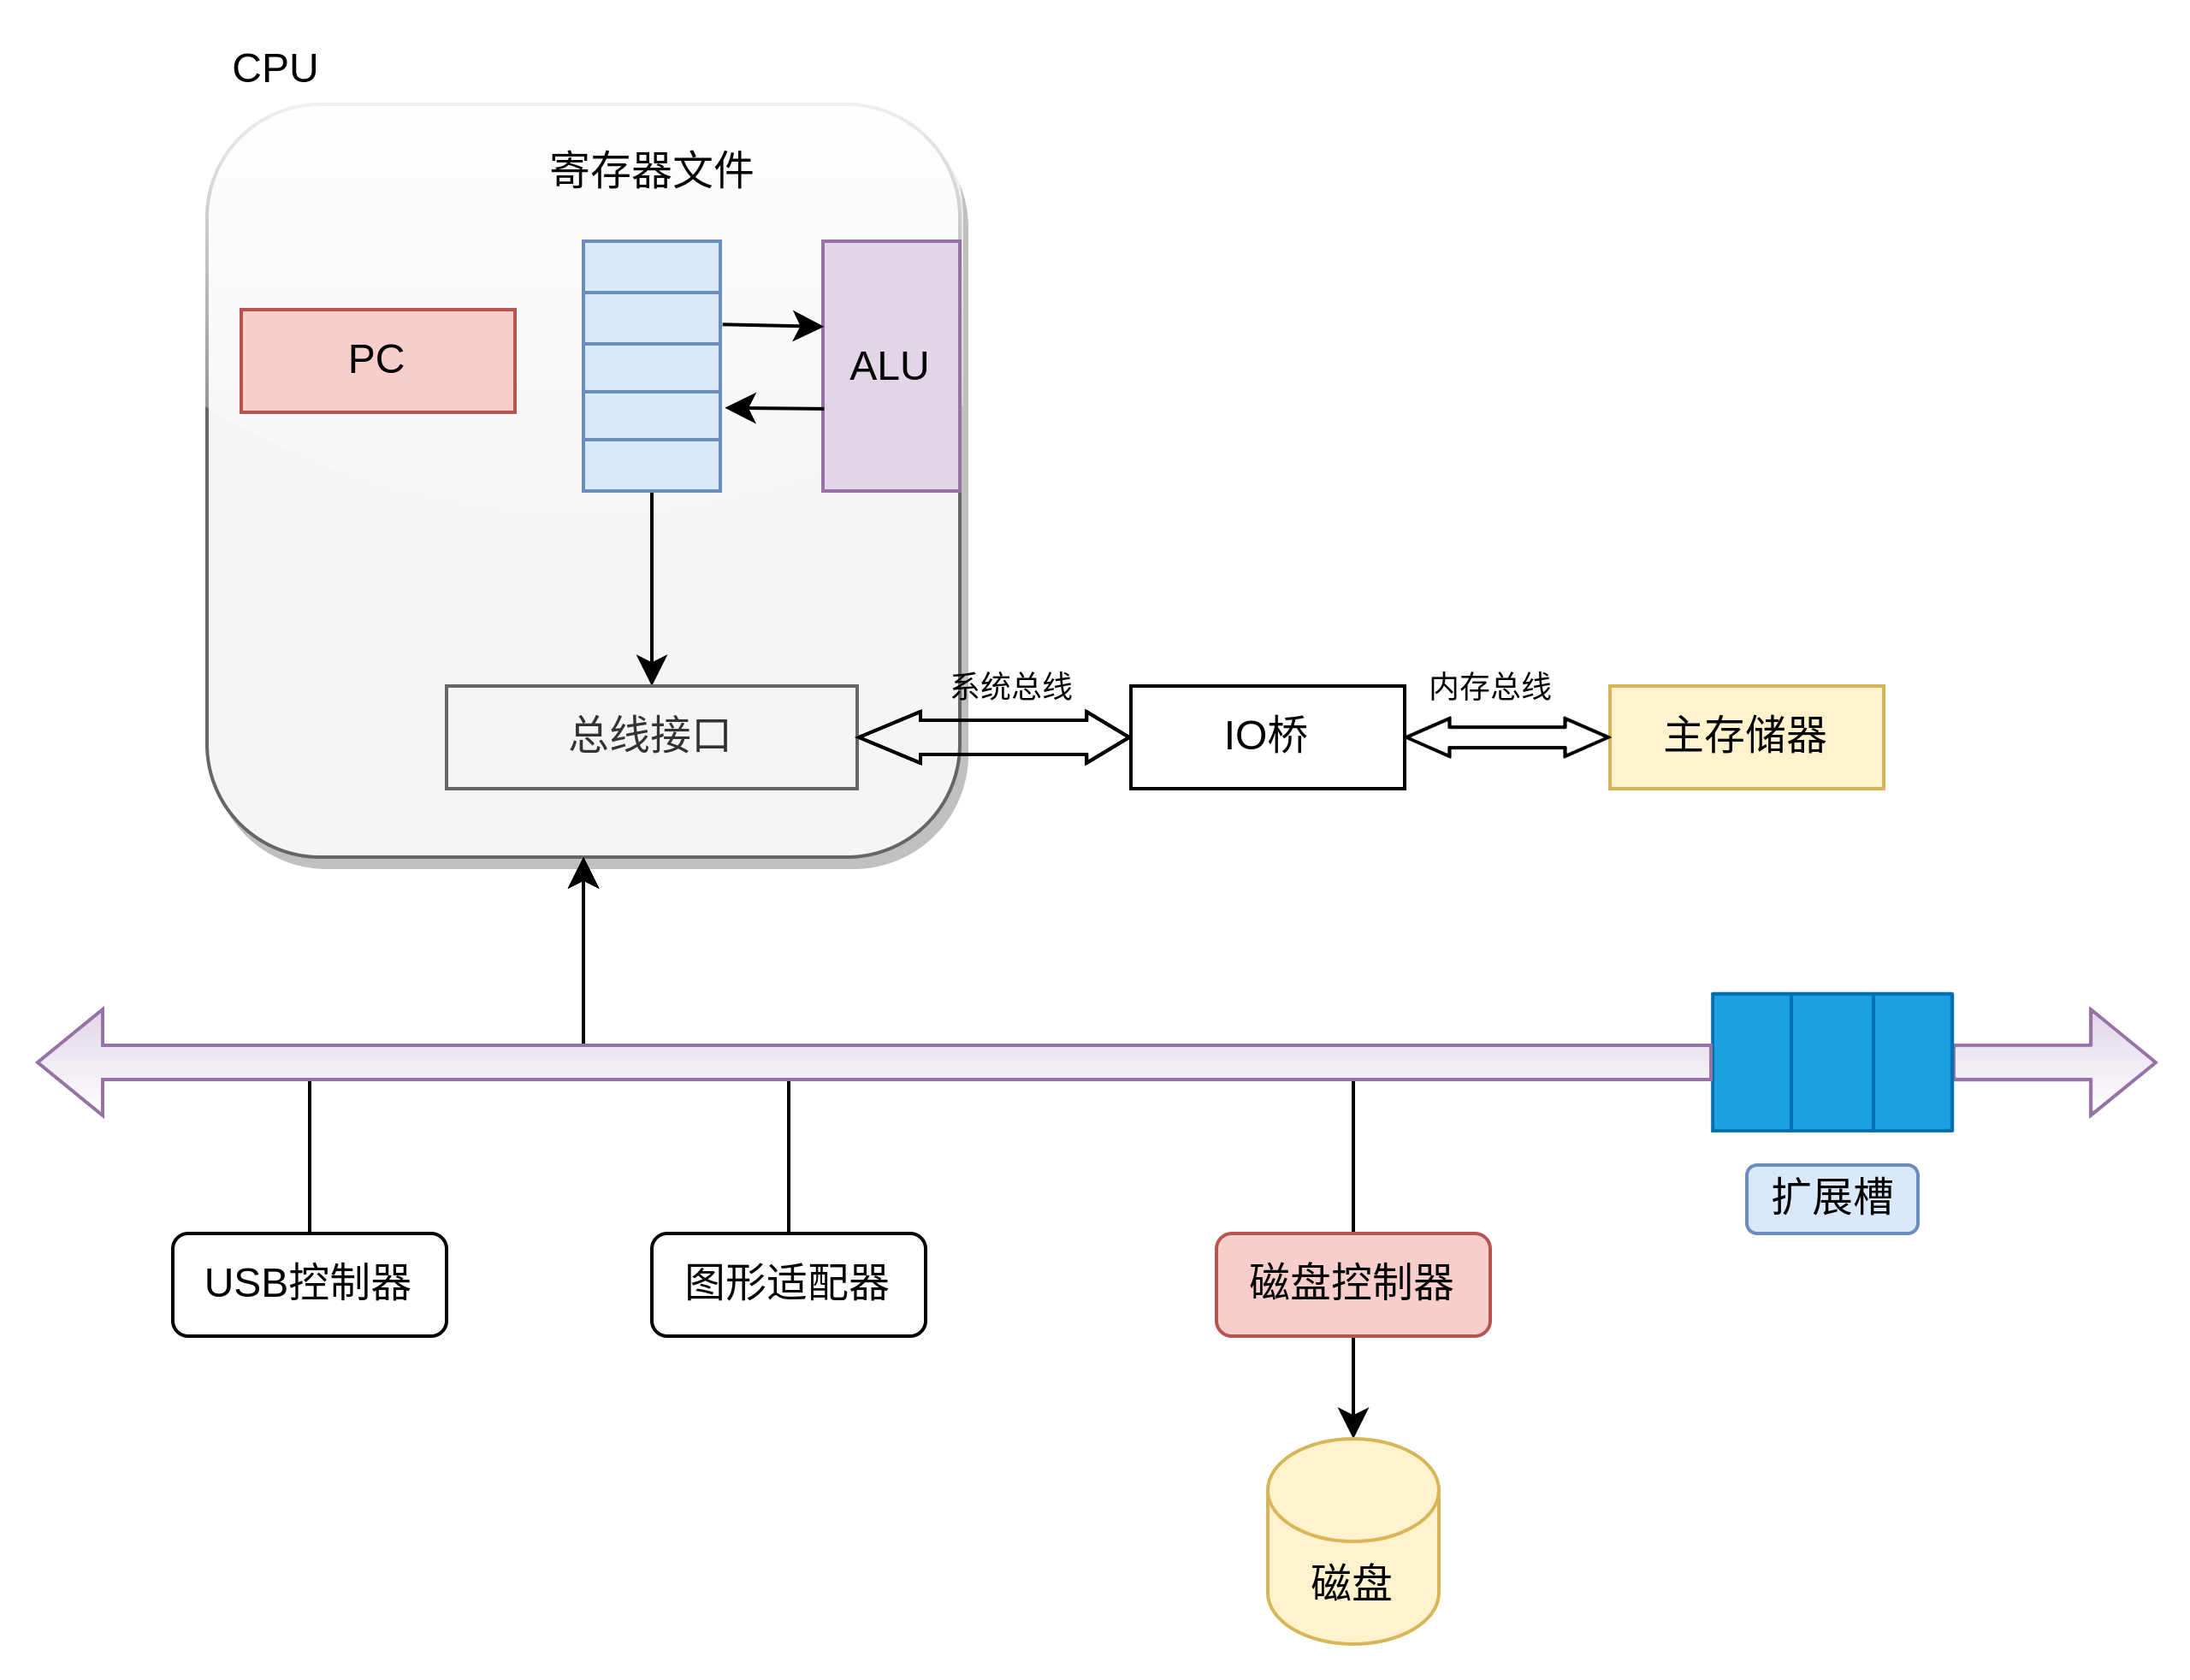 CPU
寄存器文件
PC
ALU
系统总线
内存总线
总线接口
IO桥
主存储器
扩展槽
USB控制器
图形适配器
磁盘控制器
磁盘